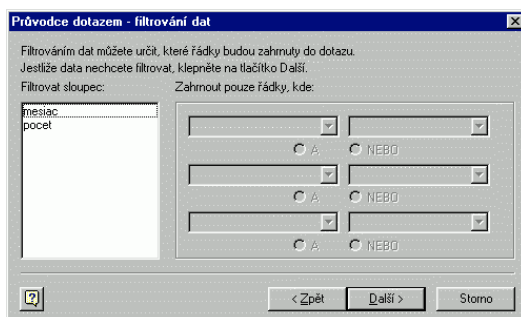 Průvodce dotazem - filtrování dat
Filtrováním dat můžete určit, které řádky budou zahrnuty do dotazu.
Jestliže data nechcete filtrovat, klepněte na tlačítko Další.
Filtrovat sloupec:
Zahrnout pouze řádky, kde:
mesiac
pocet
A
NEBO
A
NEBO
A
NEBO
< Zpět
Další >
Storno